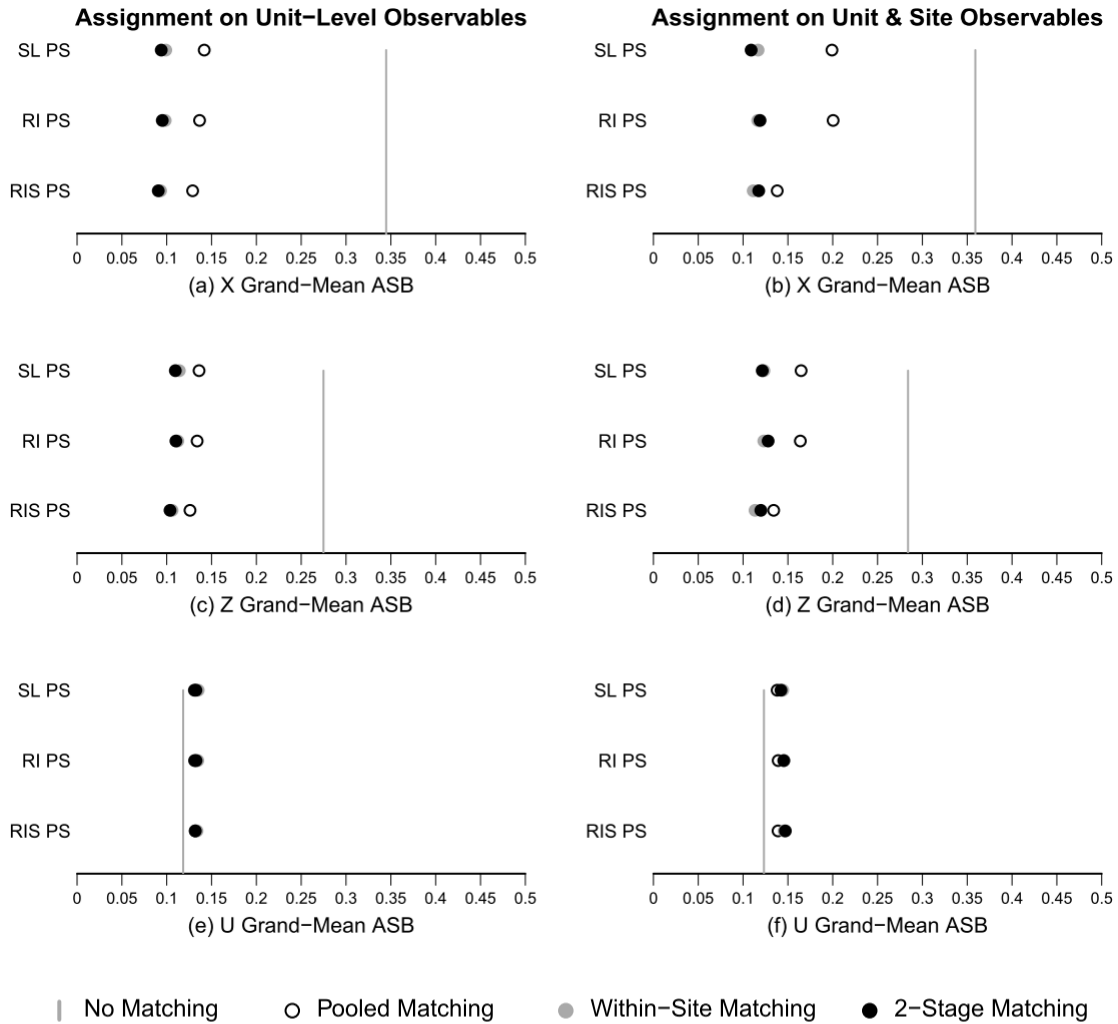 Assignment on Unit−Level Observables
SL PS
RI PS
RIS PS
0 0.05 0.1 0.15 0.2 0.25 0.3 0.35 0.4 0.45 0.5
(a) X Grand−Mean ASB
Assignment on Unit & Site Observables
SL PS
RI PS
RIS PS
0 0.05 0.1 0.15 0.2 0.25 0.3 0.35 0.4 0.45 0.5
(b) X Grand−Mean ASB
SL PS
RI PS
RIS PS
0 0.05 0.1 0.15 0.2 0.25 0.3 0.35 0.4 0.45 0.5
(c) Z Grand−Mean ASB
SL PS
RI PS
RIS PS
0 0.05 0.1 0.15 0.2 0.25 0.3 0.35 0.4 0.45 0.5
(d) Z Grand−Mean ASB
SL PS
RI PS
RIS PS
0 0.05 0.1 0.15 0.2 0.25 0.3 0.35 0.4 0.45 0.5
(e) U Grand−Mean ASB
SL PS
RI PS
RIS PS
0 0.05 0.1 0.15 0.2 0.25 0.3 0.35 0.4 0.45 0.5
(f) U Grand−Mean ASB
No Matching Pooled Matching Within−Site Matching 2−Stage Matching